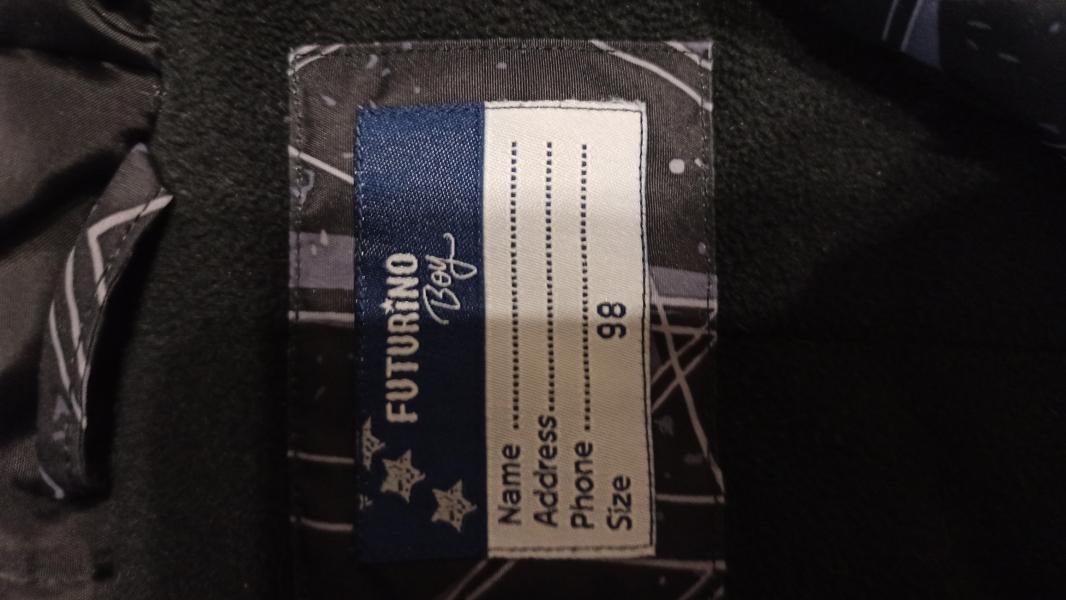 FUTURINO
Boy
Name ..............................
Address..............................
Phone ..............................
Size 98